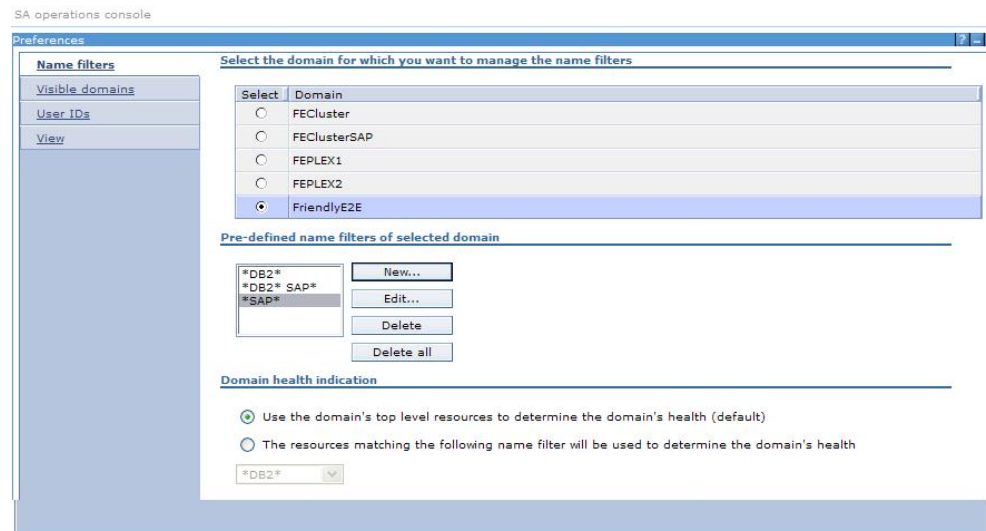 SA operations console
Preferences
? -
Name filters
Visible domains
User IDs
View
Select the domain for which you want to manage the name filters
Select Domain
FECluster
FEClusterSAP
FEPLEX1
FEPLEX2
FriendlyE2E
Pre-defined name filters of selected domain
*DB2*
*DB2* SAP*
*SAP*
New...
Edit...
Delete
Delete all
Domain health indication
Use the domain's top level resources to determine the domain's health (default)
The resources matching the following name filter will be used to determine the domain's health
*DB2*